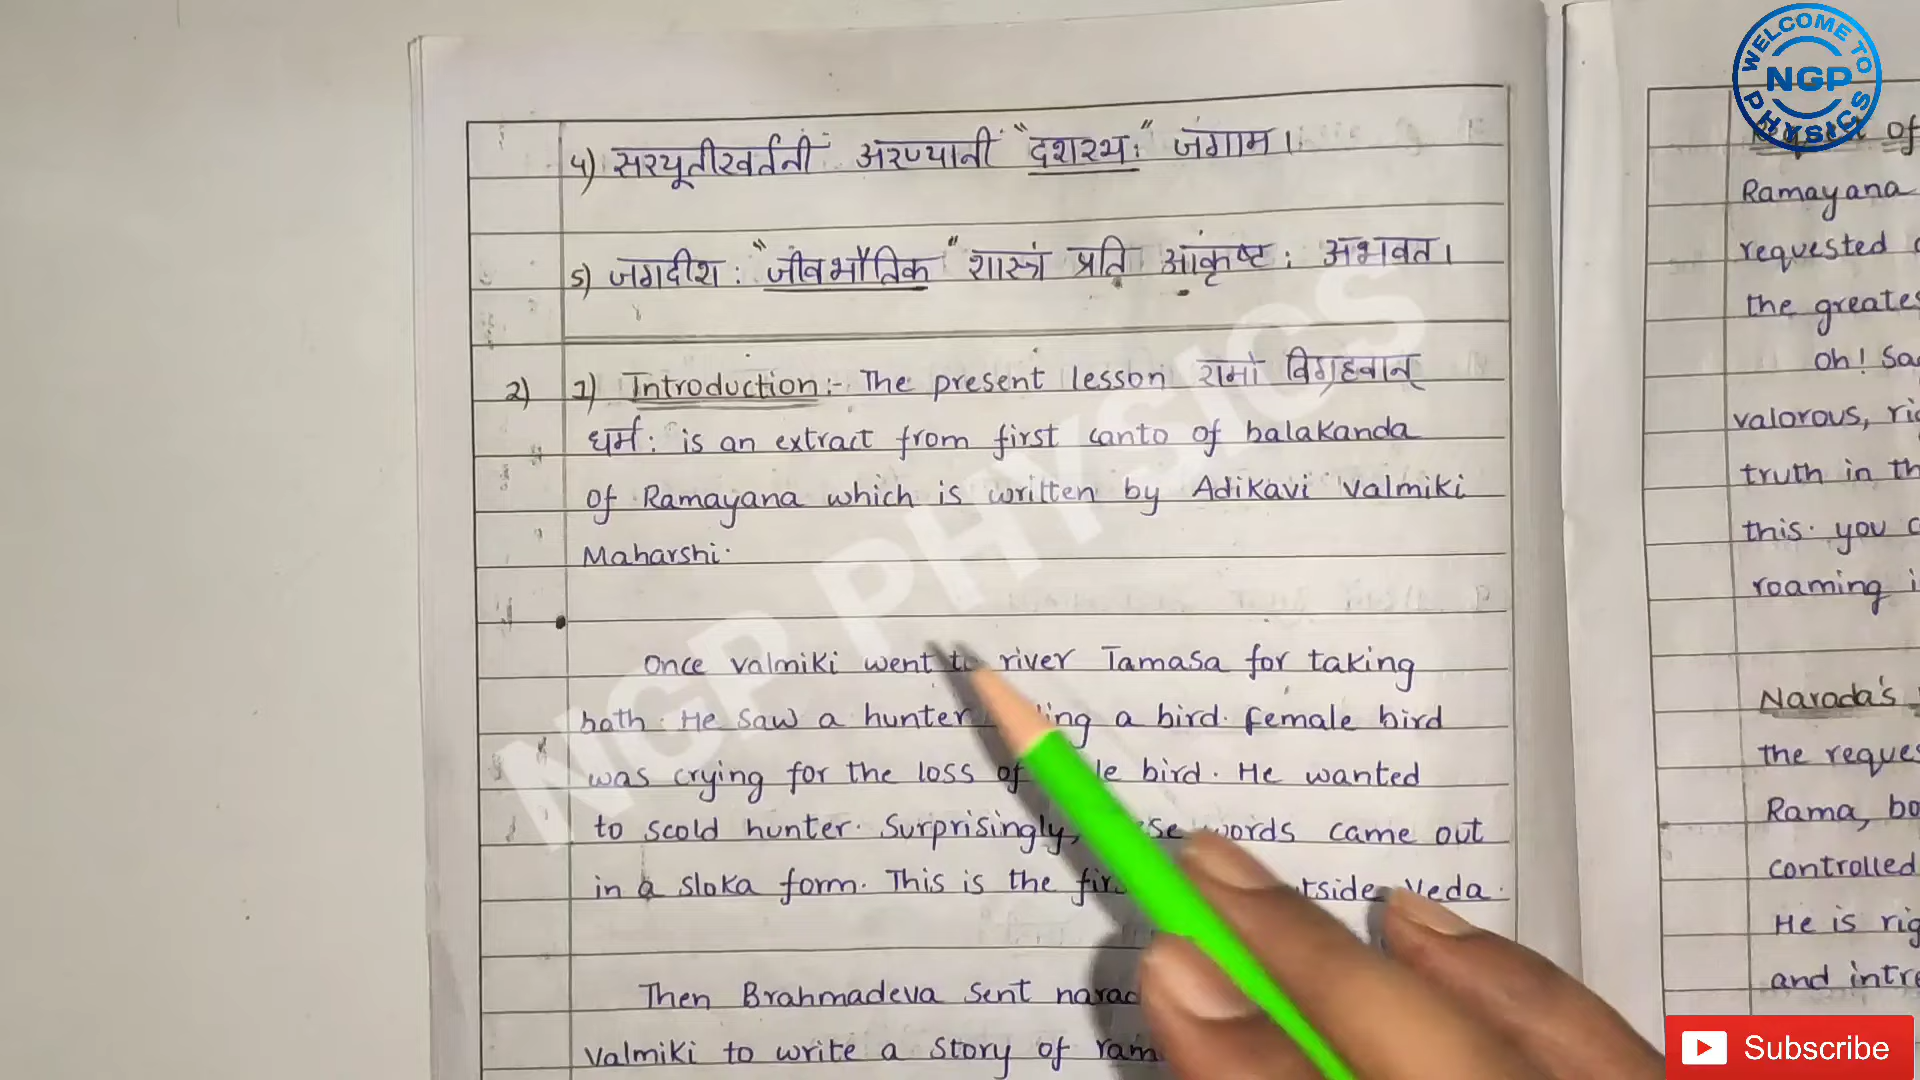 4) सरयूतीरवर्तनीं अरण्यानीं "दशरथः" जगाम।
5) जगदीशः "जीवभौतिक" शास्त्रं प्रति आकृष्टः अभवत।
2) 1) Introduction:- The present lesson रामो विग्रहवान्
धर्मः is an extract from first canto of balakanda
of Ramayana which is written by Adikavi valmiki
Maharshi.
Once valmiki went to river Tamasa for taking
bath. He saw a hunter a bird. female bird
was crying for the loss of bird. He wanted
to scold hunter. Surprisingly, words came out
in a sloka form. This is the Veda.
Then Brahmadeva sent
valmiki to write a story of
of
Ramayana
requested
the
oh!
valorous,
truth in
this. you
roaming
Narada's
the
Rama,
controlled
He is
and
WELCOME TO
NGP
PHYSICS
NGP PHYSICS
Subscribe